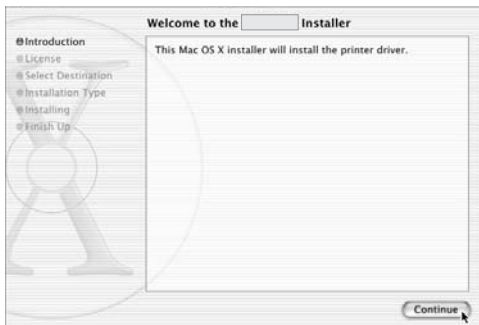 Welcome to the Installer
Introduction
License
Select Destination
Installation Type
Installing
Finish Up
This Mac OS X installer will install the printer driver.
Continue